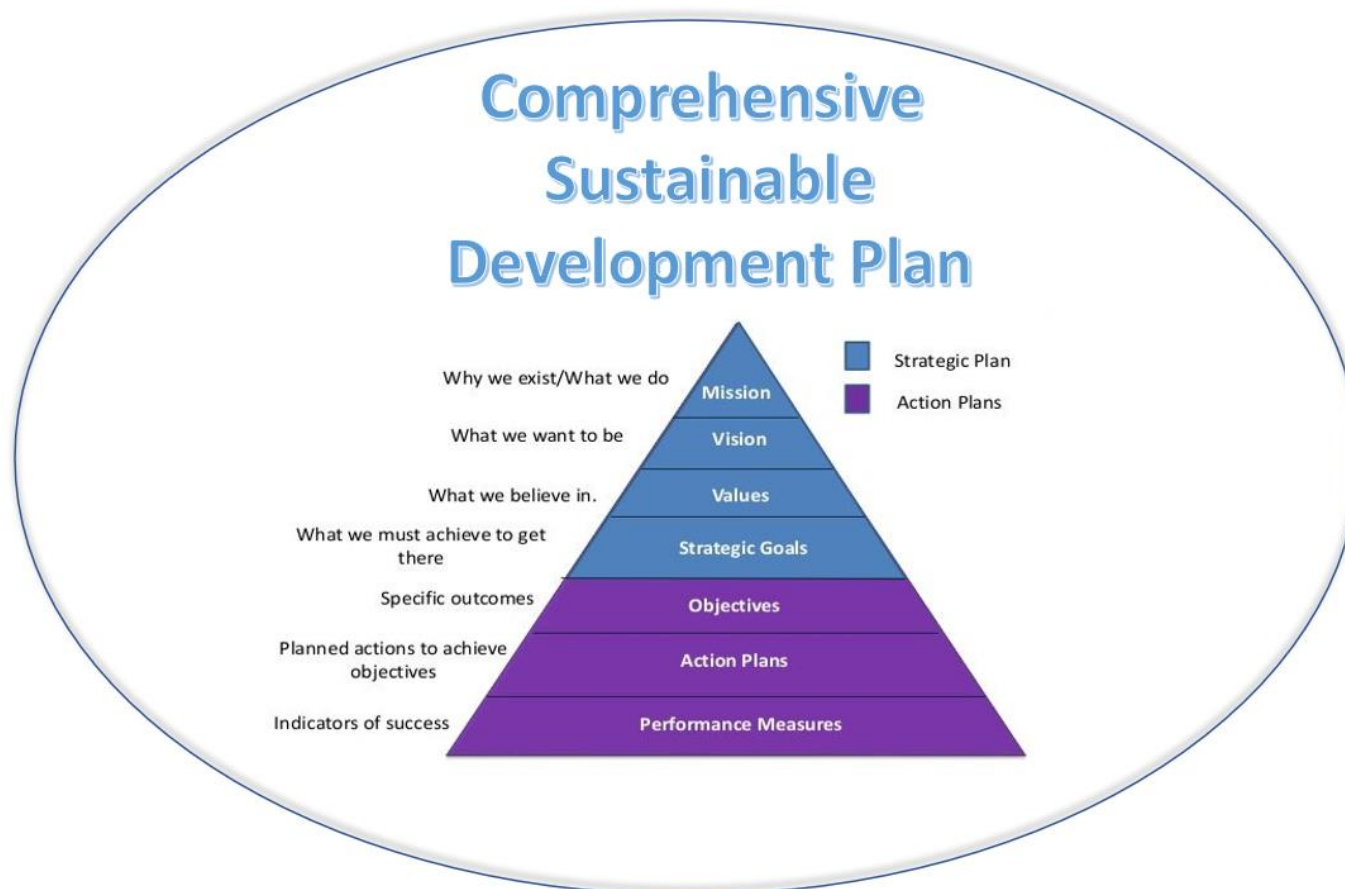 Comprehensive
Sustainable
Development Plan
Strategic Plan
Action Plans
Why we exist/What we do
Mission
What we want to be
Vision
What we believe in.
Values
What we must achieve to get
there
Strategic Goals
Specific outcomes
Objectives
Planned actions to achieve
objectives
Action Plans
Indicators of success
Performance Measures